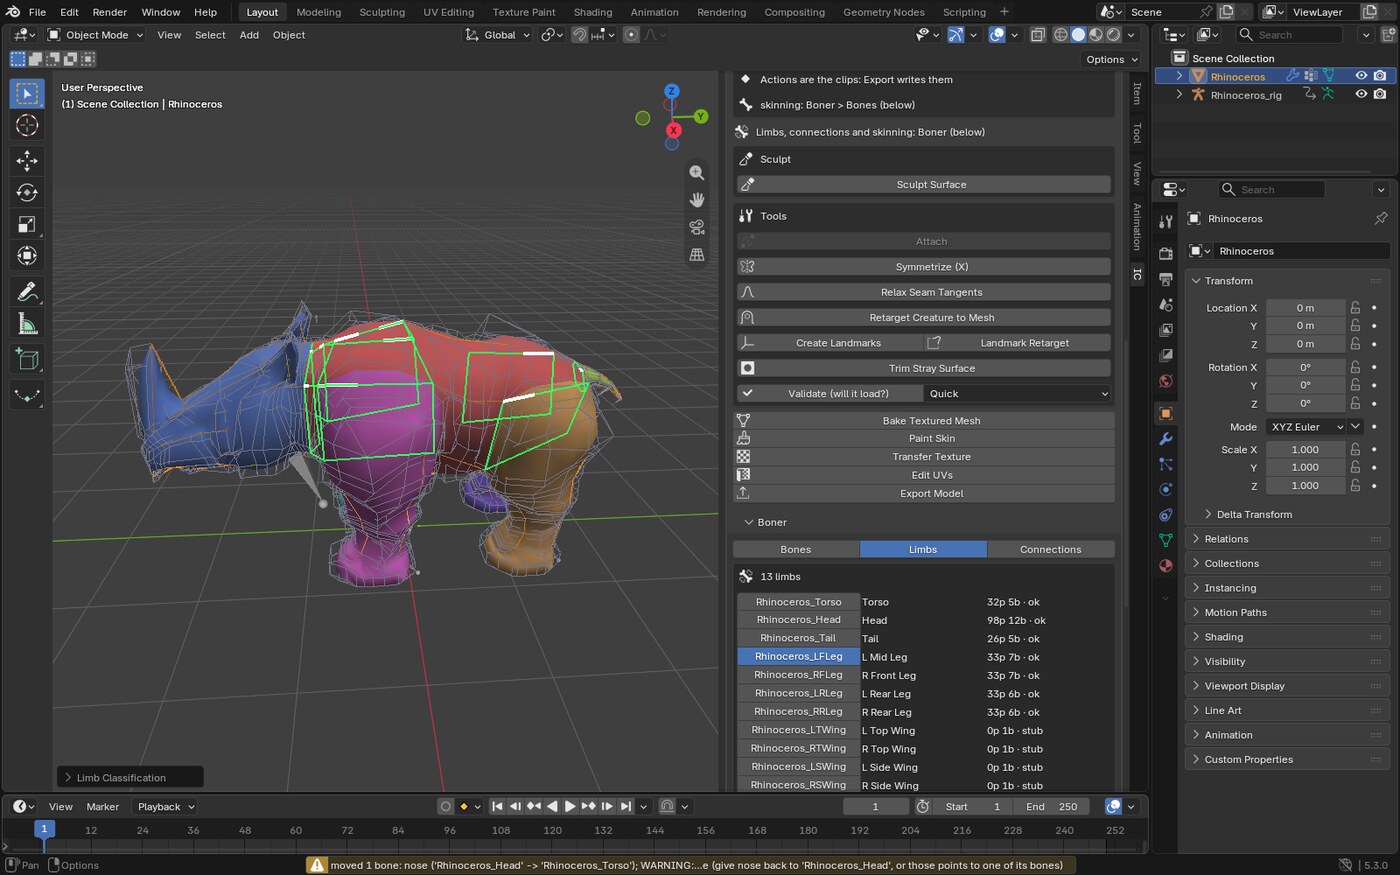 File Edit Render Window Help Layout Modeling Sculpting UV Editing Texture Paint Shading Animation Rendering Compositing Geometry Nodes Scripting + Scene ViewLayer
Object Mode View Select Add Object Global Search
Options
User Perspective
(1) Scene Collection | Rhinoceros
Z
Y
X
Actions are the clips: Export writes them
skinning: Boner > Bones (below)
Limbs, connections and skinning: Boner (below)
Sculpt
Sculpt Surface
Tools
Attach
Symmetrize (X)
Relax Seam Tangents
Retarget Creature to Mesh
Create Landmarks Landmark Retarget
Trim Stray Surface
Validate (will it load?) Quick
Bake Textured Mesh
Paint Skin
Transfer Texture
Edit UVs
Export Model
Boner
Bones Limbs Connections
13 limbs
Rhinoceros_Torso Torso 32p 5b · ok
Rhinoceros_Head Head 98p 12b · ok
Rhinoceros_Tail Tail 26p 5b · ok
Rhinoceros_LFLeg L Mid Leg 33p 7b · ok
Rhinoceros_RFLeg R Front Leg 33p 7b · ok
Rhinoceros_LRLeg L Rear Leg 33p 6b · ok
Rhinoceros_RRLeg R Rear Leg 33p 6b · ok
Rhinoceros_LTWing L Top Wing 0p 1b · stub
Rhinoceros_RTWing R Top Wing 0p 1b · stub
Rhinoceros_LSWing L Side Wing 0p 1b · stub
Rhinoceros_RSWing R Side Wing 0p 1b · stub
Item
Tool
View
Animation
IC
Scene Collection
Rhinoceros
Rhinoceros_rig
Search
Rhinoceros
Rhinoceros
Transform
Location X 0 m
Y 0 m
Z 0 m
Rotation X 0°
Y 0°
Z 0°
Mode XYZ Euler
Scale X 1.000
Y 1.000
Z 1.000
Delta Transform
Relations
Collections
Instancing
Motion Paths
Shading
Visibility
Viewport Display
Line Art
Animation
Custom Properties
Limb Classification
View Marker Playback 1 Start 1 End 250
1 12 24 36 48 60 72 84 96 108 120 132 144 156 168 180 192 204 216 228 240 252
Pan Options moved 1 bone: nose ('Rhinoceros_Head' -> 'Rhinoceros_Torso'); WARNING:...e (give nose back to 'Rhinoceros_Head', or those points to one of its bones) 5.3.0